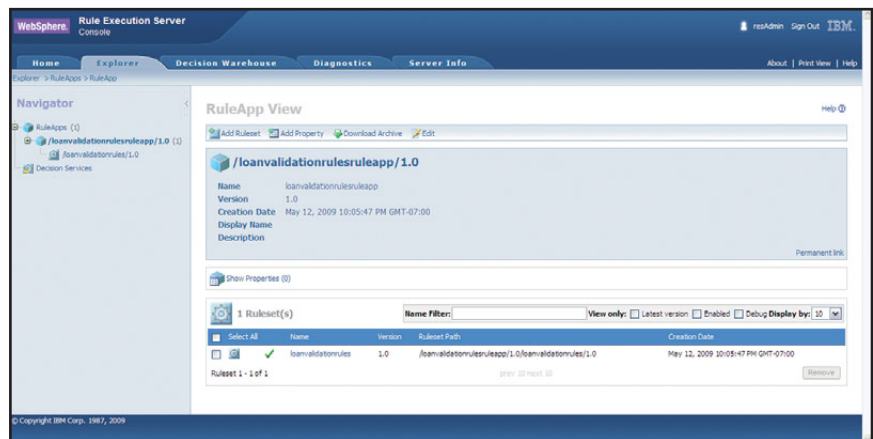 WebSphere. Rule Execution Server
Console
resAdmin Sign Out IBM.
Home Explorer Decision Warehouse Diagnostics Server Info
About | Print View | Help
Explorer > RuleApps > RuleApp
Navigator
RuleApps (1)
/loanvalidationrulesruleapp/1.0 (1)
/loanvalidationrules/1.0
Decision Services
RuleApp View
Help
Add Ruleset Add Property Download Archive Edit
/loanvalidationrulesruleapp/1.0
Name loanvalidationrulesruleapp
Version 1.0
Creation Date May 12, 2009 10:05:47 PM GMT-07:00
Display Name
Description
Permanent link
Show Properties (0)
1 Ruleset(s) Name Filter: View only: Latest version Enabled Debug Display by: 10
Select All Name Version Ruleset Path Creation Date
loanvalidationrules 1.0 /loanvalidationrulesruleapp/1.0/loanvalidationrules/1.0 May 12, 2009 10:05:47 PM GMT-07:00
Ruleset 1 - 1 of 1 prev 10 next 10 Remove
© Copyright IBM Corp. 1987, 2009